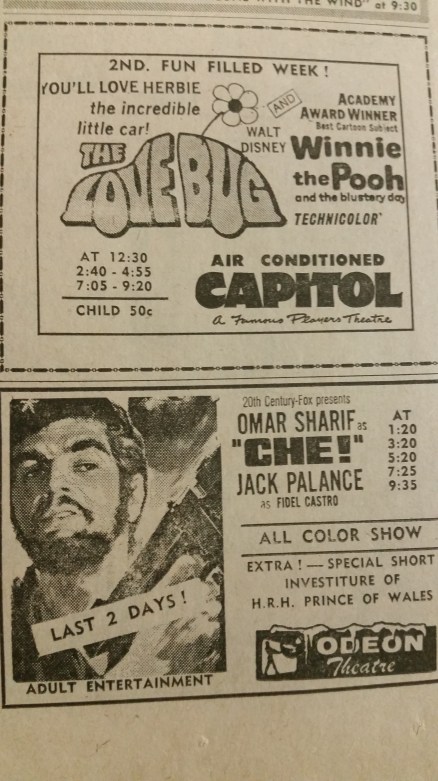 WITH THE WIND" at 9:30
2ND. FUN FILLED WEEK!
YOU'LL LOVE HERBIE
the incredible
little car!
THE
LOVE BUG
AND
WALT
DISNEY
ACADEMY
AWARD WINNER
Best Cartoon Subject
Winnie
the Pooh
and the blustery day
TECHNICOLOR
AT 12:30
2:40 - 4:55
7:05 - 9:20
CHILD 50c
AIR CONDITIONED
CAPITOL
A Famous Players Theatre
20th Century-Fox presents
OMAR SHARIF as
"CHE!"
JACK PALANCE
as FIDEL CASTRO
AT
1:20
3:20
5:20
7:25
9:35
ALL COLOR SHOW
EXTRA! — SPECIAL SHORT
INVESTITURE OF
H.R.H. PRINCE OF WALES
LAST 2 DAYS!
ADULT ENTERTAINMENT
ODEON
Theatre